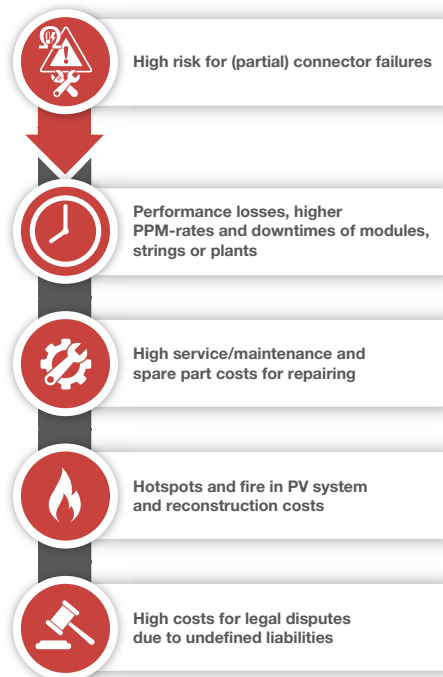 High risk for (partial) connector failures
Performance losses, higher
PPM-rates and downtimes of modules,
strings or plants
High service/maintenance and
spare part costs for repairing
Hotspots and fire in PV system
and reconstruction costs
High costs for legal disputes
due to undefined liabilities